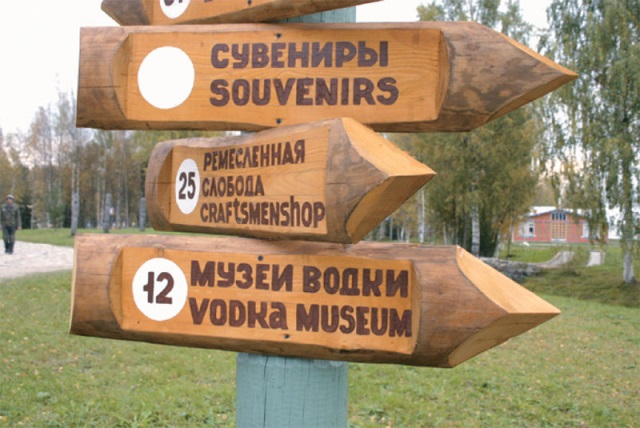 СУВЕНИРЫ
SOUVENIRS
25
РЕМЕСЛЕННАЯ
СЛОБОДА
CRAFTSMENSHOP
12
МУЗЕЙ ВОДКИ
VODKA MUSEUM